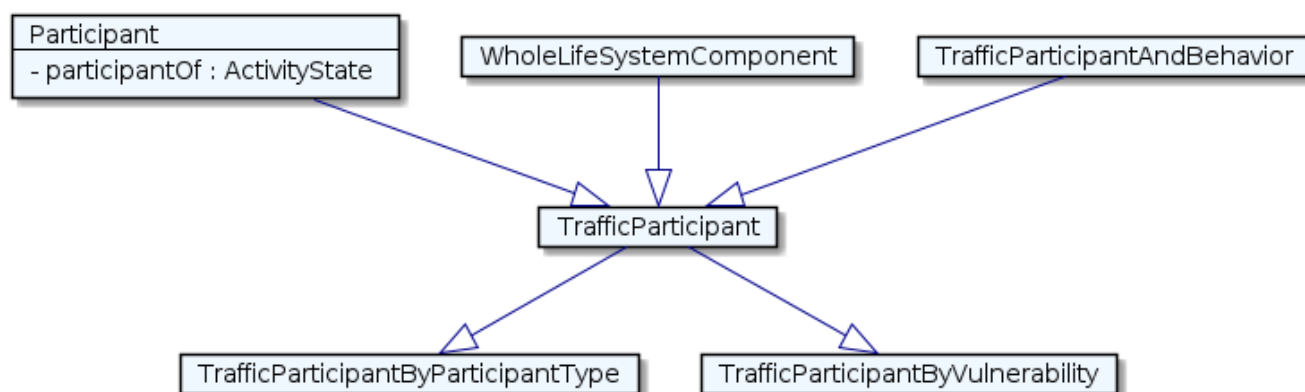 Participant
- participantOf : ActivityState
WholeLifeSystemComponent
TrafficParticipantAndBehavior
TrafficParticipant
TrafficParticipantByParticipantType
TrafficParticipantByVulnerability